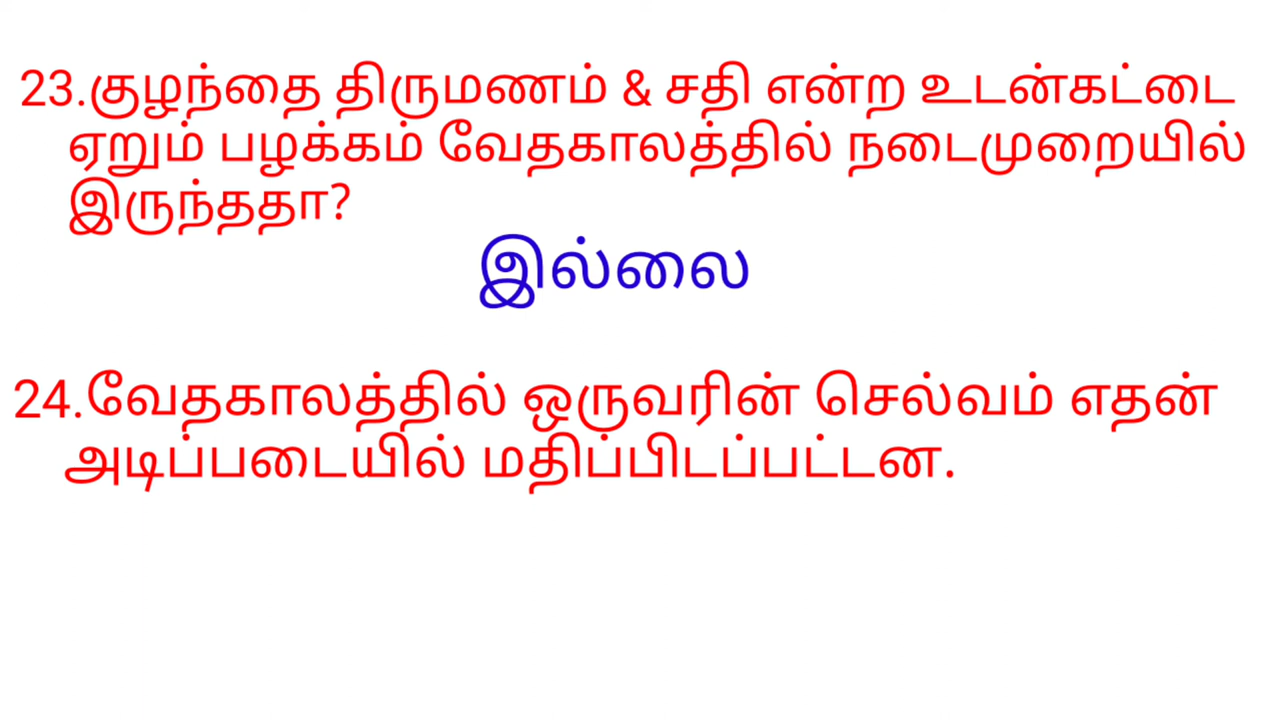 23.குழந்தை திருமணம் & சதி என்ற உடன்கட்டை
ஏறும் பழக்கம் வேதகாலத்தில் நடைமுறையில்
இருந்ததா?
இல்லை
24.வேதகாலத்தில் ஒருவரின் செல்வம் எதன்
அடிப்படையில் மதிப்பிடப்பட்டன.